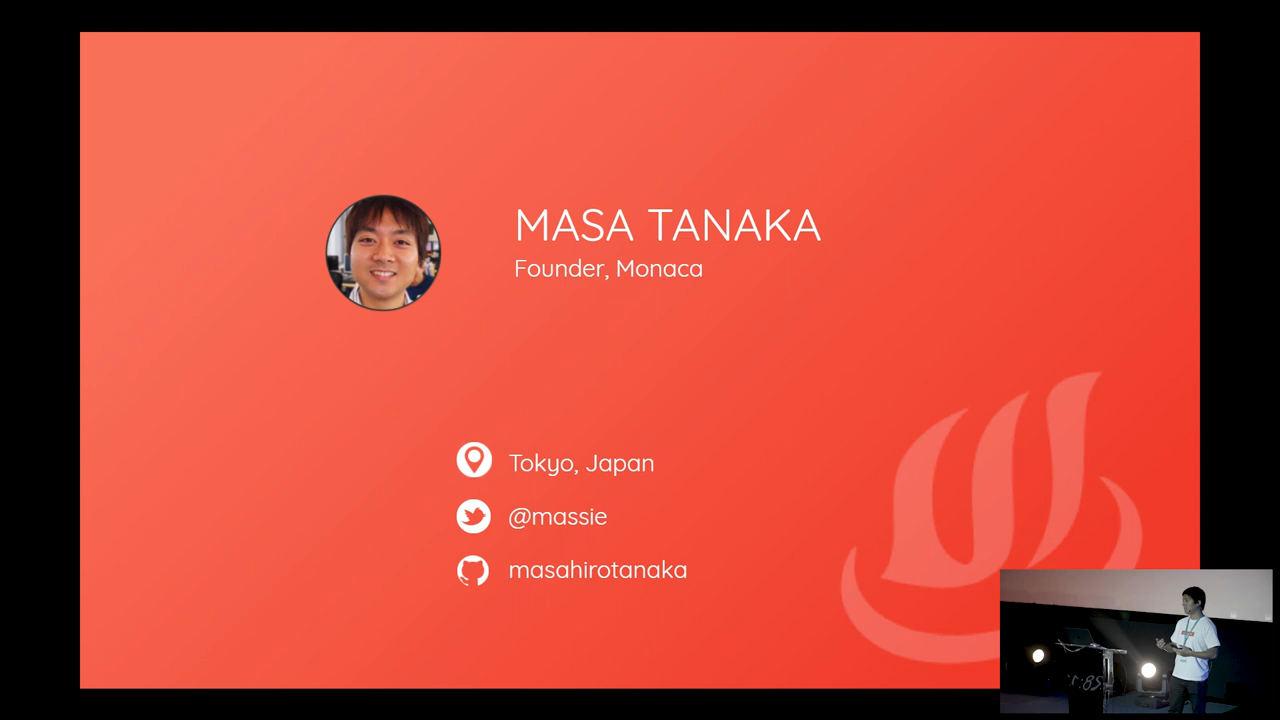 MASA TANAKA
Founder, Monaca
Tokyo, Japan
@massie
masahirotanaka